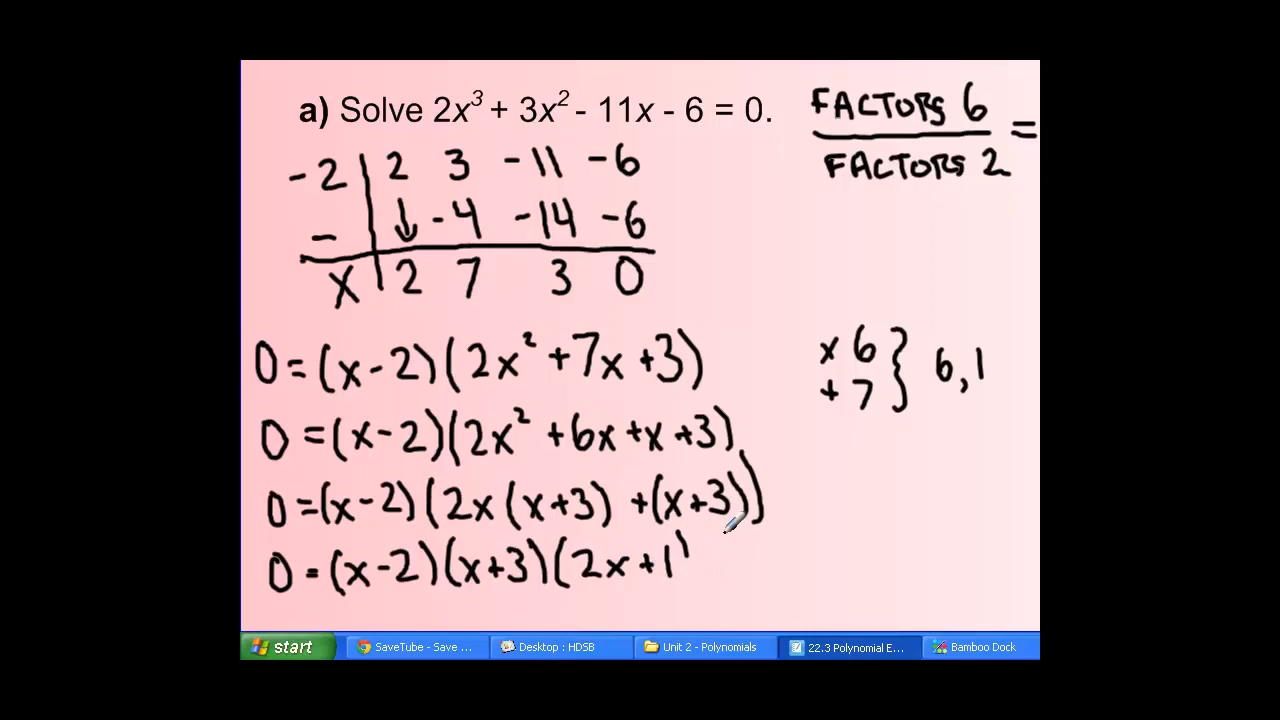 a) Solve 2x³ + 3x² - 11x - 6 = 0.
FACTORS 6
FACTORS 2
=
-2 2 3 -11 -6
- ↓ -4 -14 -6
x 2 7 3 0
0=(x-2)(2x²+7x+3)
x 6
+ 7 } 6,1
0=(x-2)(2x²+6x+x+3)
0=(x-2)(2x(x+3)+(x+3))
0=(x-2)(x+3)(2x+1)
start
SaveTube - Save ...
Desktop : HDSB
Unit 2 - Polynomials
22.3 Polynomial E...
Bamboo Dock